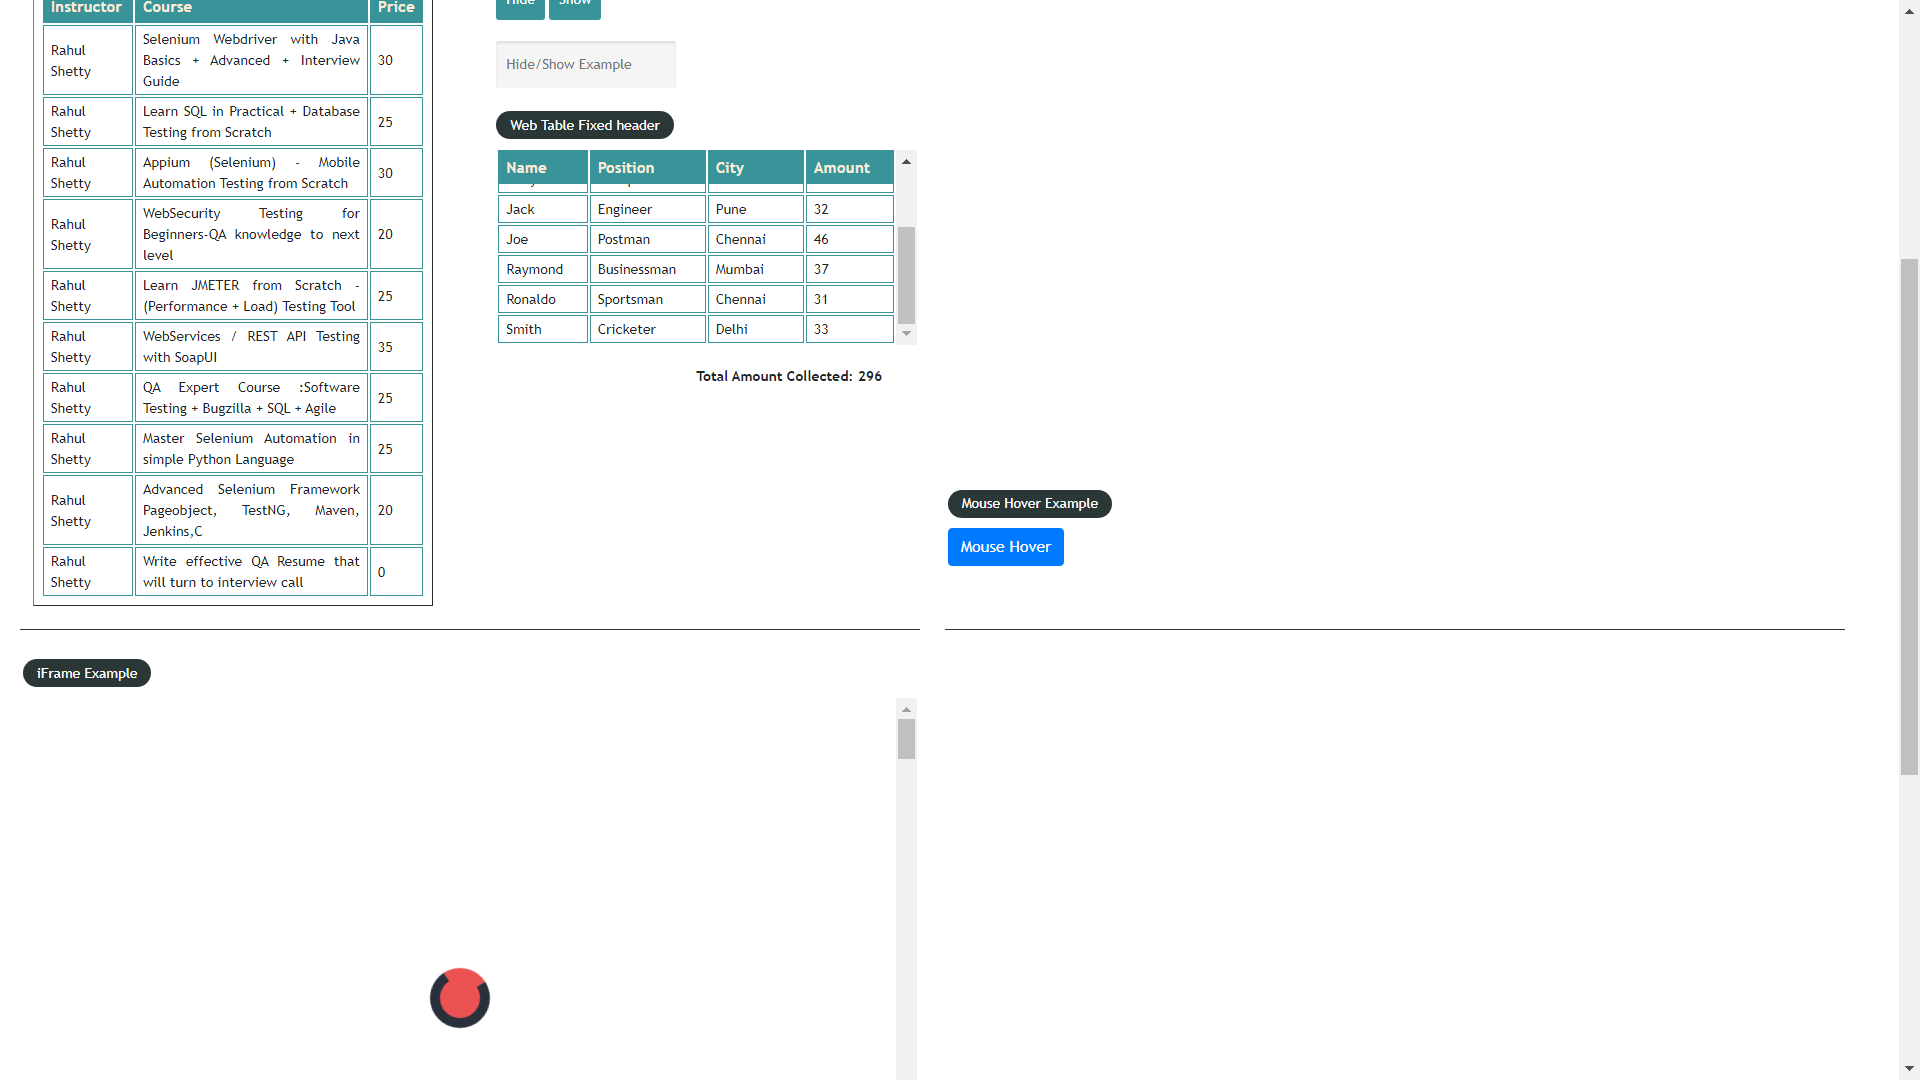 Instructor Course Price
Rahul Shetty Selenium Webdriver with Java Basics + Advanced + Interview Guide 30
Rahul Shetty Learn SQL in Practical + Database Testing from Scratch 25
Rahul Shetty Appium (Selenium) - Mobile Automation Testing from Scratch 30
Rahul Shetty WebSecurity Testing for Beginners-QA knowledge to next level 20
Rahul Shetty Learn JMETER from Scratch - (Performance + Load) Testing Tool 25
Rahul Shetty WebServices / REST API Testing with SoapUI 35
Rahul Shetty QA Expert Course :Software Testing + Bugzilla + SQL + Agile 25
Rahul Shetty Master Selenium Automation in simple Python Language 25
Rahul Shetty Advanced Selenium Framework Pageobject, TestNG, Maven, Jenkins,C 20
Rahul Shetty Write effective QA Resume that will turn to interview call 0
Hide Show
Hide/Show Example
Web Table Fixed header
Name Position City Amount
Jack Engineer Pune 32
Joe Postman Chennai 46
Raymond Businessman Mumbai 37
Ronaldo Sportsman Chennai 31
Smith Cricketer Delhi 33
Total Amount Collected: 296
Mouse Hover Example
Mouse Hover
iFrame Example